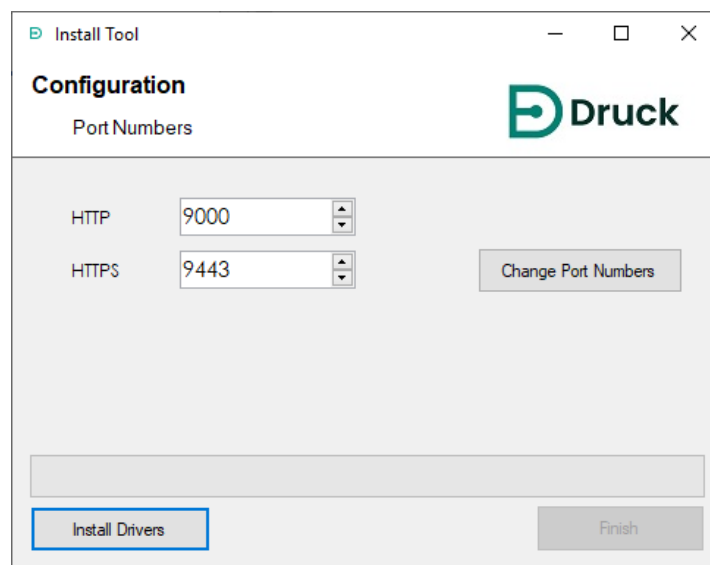 Install Tool
Configuration
Port Numbers
Druck
HTTP 9000
HTTPS 9443
Change Port Numbers
Install Drivers
Finish